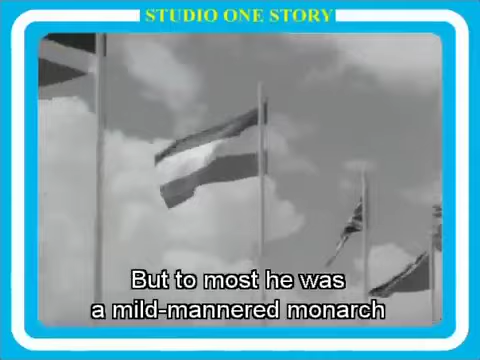 STUDIO ONE STORY
But to most he was
a mild-mannered monarch